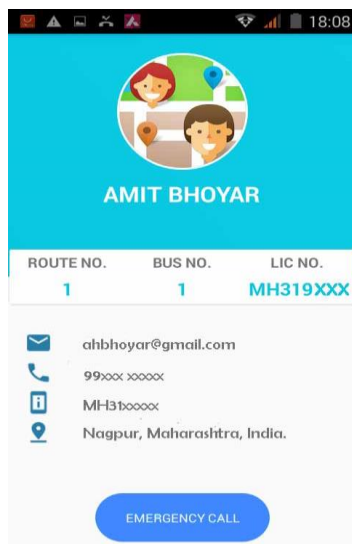 18:08
AMIT BHOYAR
ROUTE NO. BUS NO. LIC NO.
1 1 MH319XXX
ahbhoyar@gmail.com
99xxx xxxxx
MH31xxxxx
Nagpur, Maharashtra, India.
EMERGENCY CALL